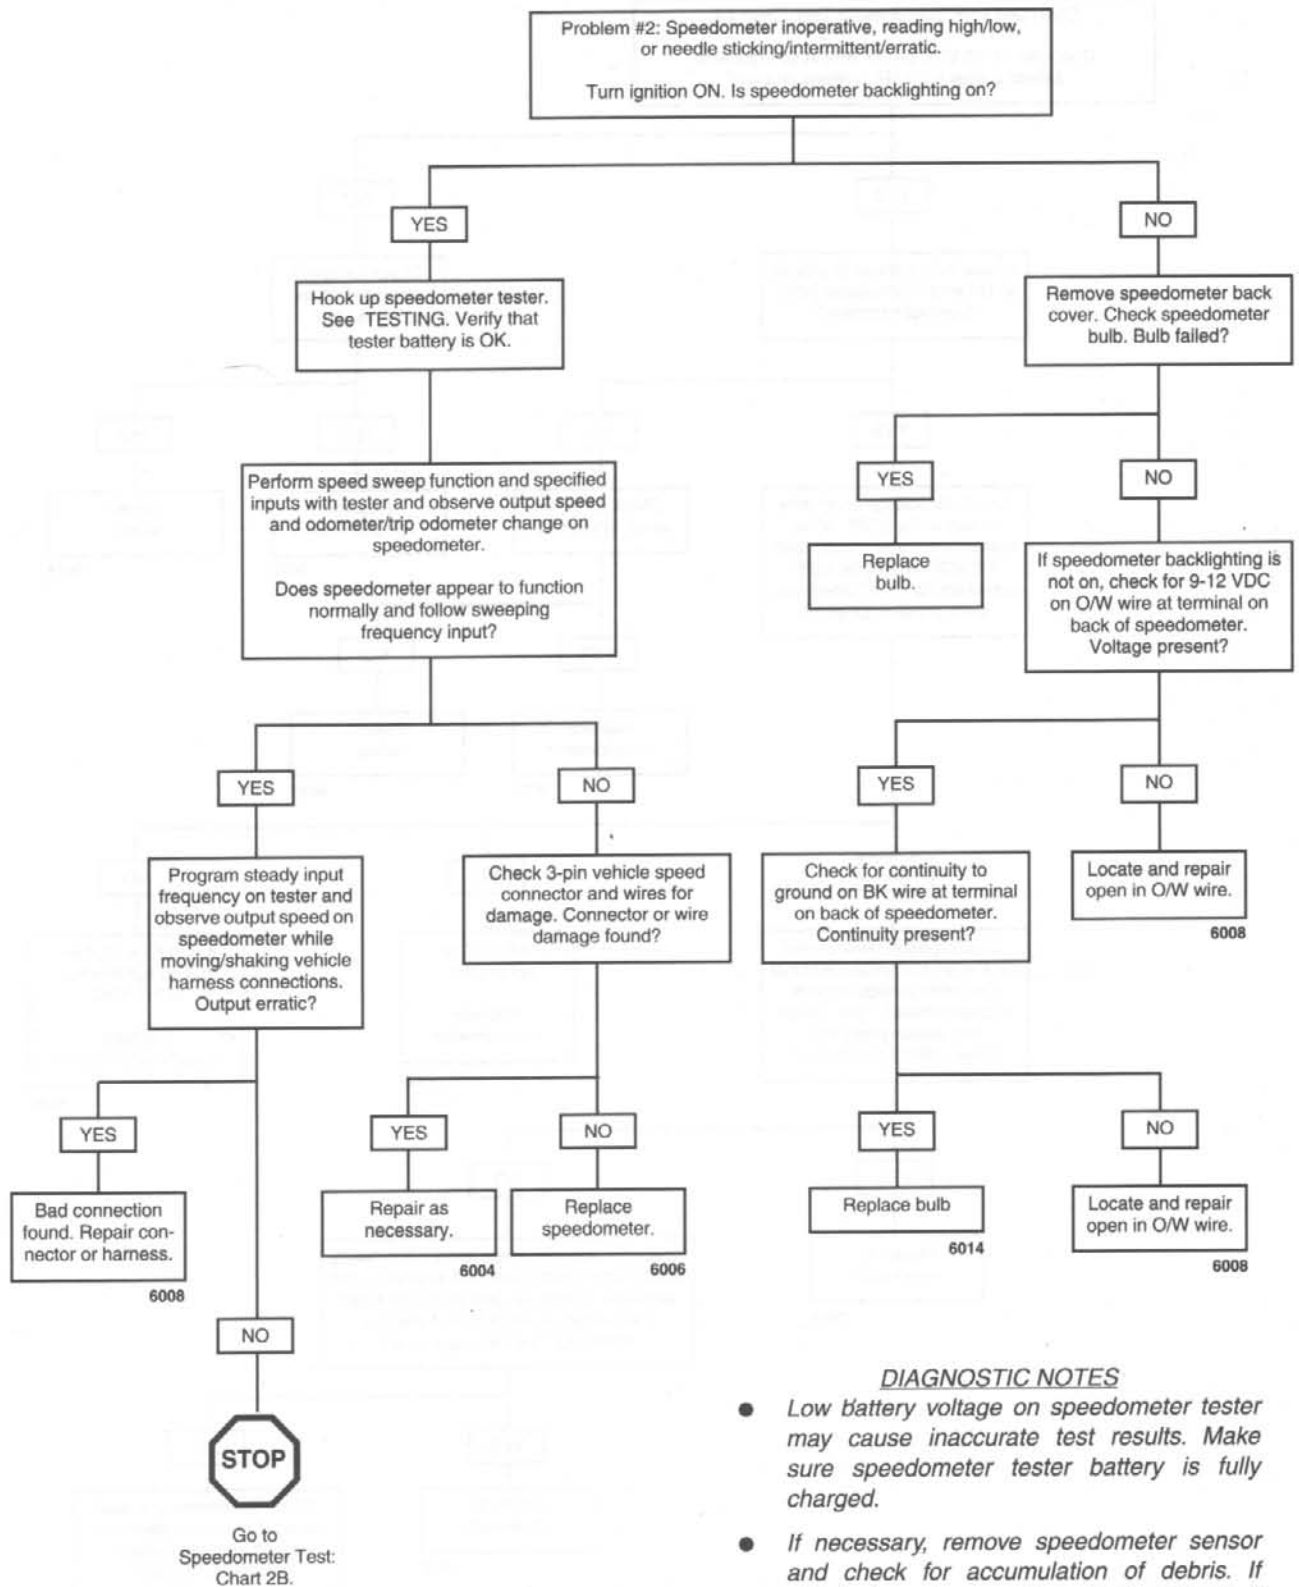 Problem #2: Speedometer inoperative, reading high/low,
or needle sticking/intermittent/erratic.
Turn ignition ON. Is speedometer backlighting on?
YES
NO
Hook up speedometer tester.
See TESTING. Verify that
tester battery is OK.
Remove speedometer back
cover. Check speedometer
bulb. Bulb failed?
Perform speed sweep function and specified
inputs with tester and observe output speed
and odometer/trip odometer change on
speedometer.
Does speedometer appear to function
normally and follow sweeping
frequency input?
YES
NO
Replace
bulb.
If speedometer backlighting is
not on, check for 9-12 VDC
on O/W wire at terminal on
back of speedometer.
Voltage present?
YES
NO
YES
NO
Program steady input
frequency on tester and
observe output speed on
speedometer while
moving/shaking vehicle
harness connections.
Output erratic?
Check 3-pin vehicle speed
connector and wires for
damage. Connector or wire
damage found?
Check for continuity to
ground on BK wire at terminal
on back of speedometer.
Continuity present?
Locate and repair
open in O/W wire.
6008
YES
YES
NO
YES
NO
Bad connection
found. Repair con-
nector or harness.
6008
Repair as
necessary.
6004
Replace
speedometer.
6006
Replace bulb
6014
Locate and repair
open in O/W wire.
6008
NO
STOP
Go to
Speedometer Test:
Chart 2B.
DIAGNOSTIC NOTES
● Low battery voltage on speedometer tester
may cause inaccurate test results. Make
sure speedometer tester battery is fully
charged.
● If necessary, remove speedometer sensor
and check for accumulation of debris. If